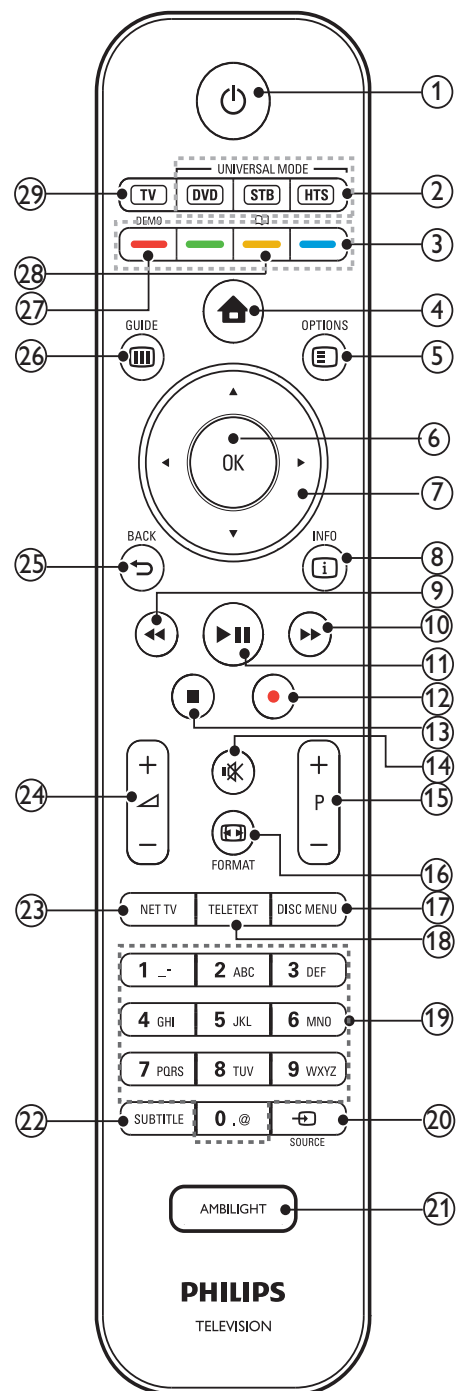 1
UNIVERSAL MODE
29 TV DVD STB HTS 2
DEMO
3
28
27
4
GUIDE OPTIONS
26 5
6
OK
7
BACK INFO
25 8
9
10
11
12
13
+ +
14
24 P 15
− −
FORMAT
16
23 NET TV TELETEXT DISC MENU 17
18
1 _- 2 ABC 3 DEF
4 GHI 5 JKL 6 MNO 19
7 PQRS 8 TUV 9 WXYZ
22 SUBTITLE 0 .@ 20
SOURCE
AMBILIGHT 21
PHILIPS
TELEVISION